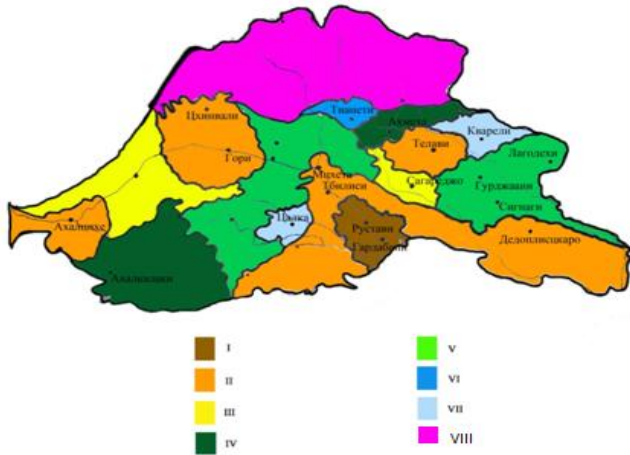 Цхинвали
Тианети
Ахмета
Кварели
Гори
Телави
Лагодехи
Мцхета
Тбилиси
Сагареджо
Гурджаани
Сигнаги
Ахалцихе
Цалка
Рустави
Гардабани
Дедоплисцкаро
Ахалкалаки
I
II
III
IV
V
VI
VII
VIII